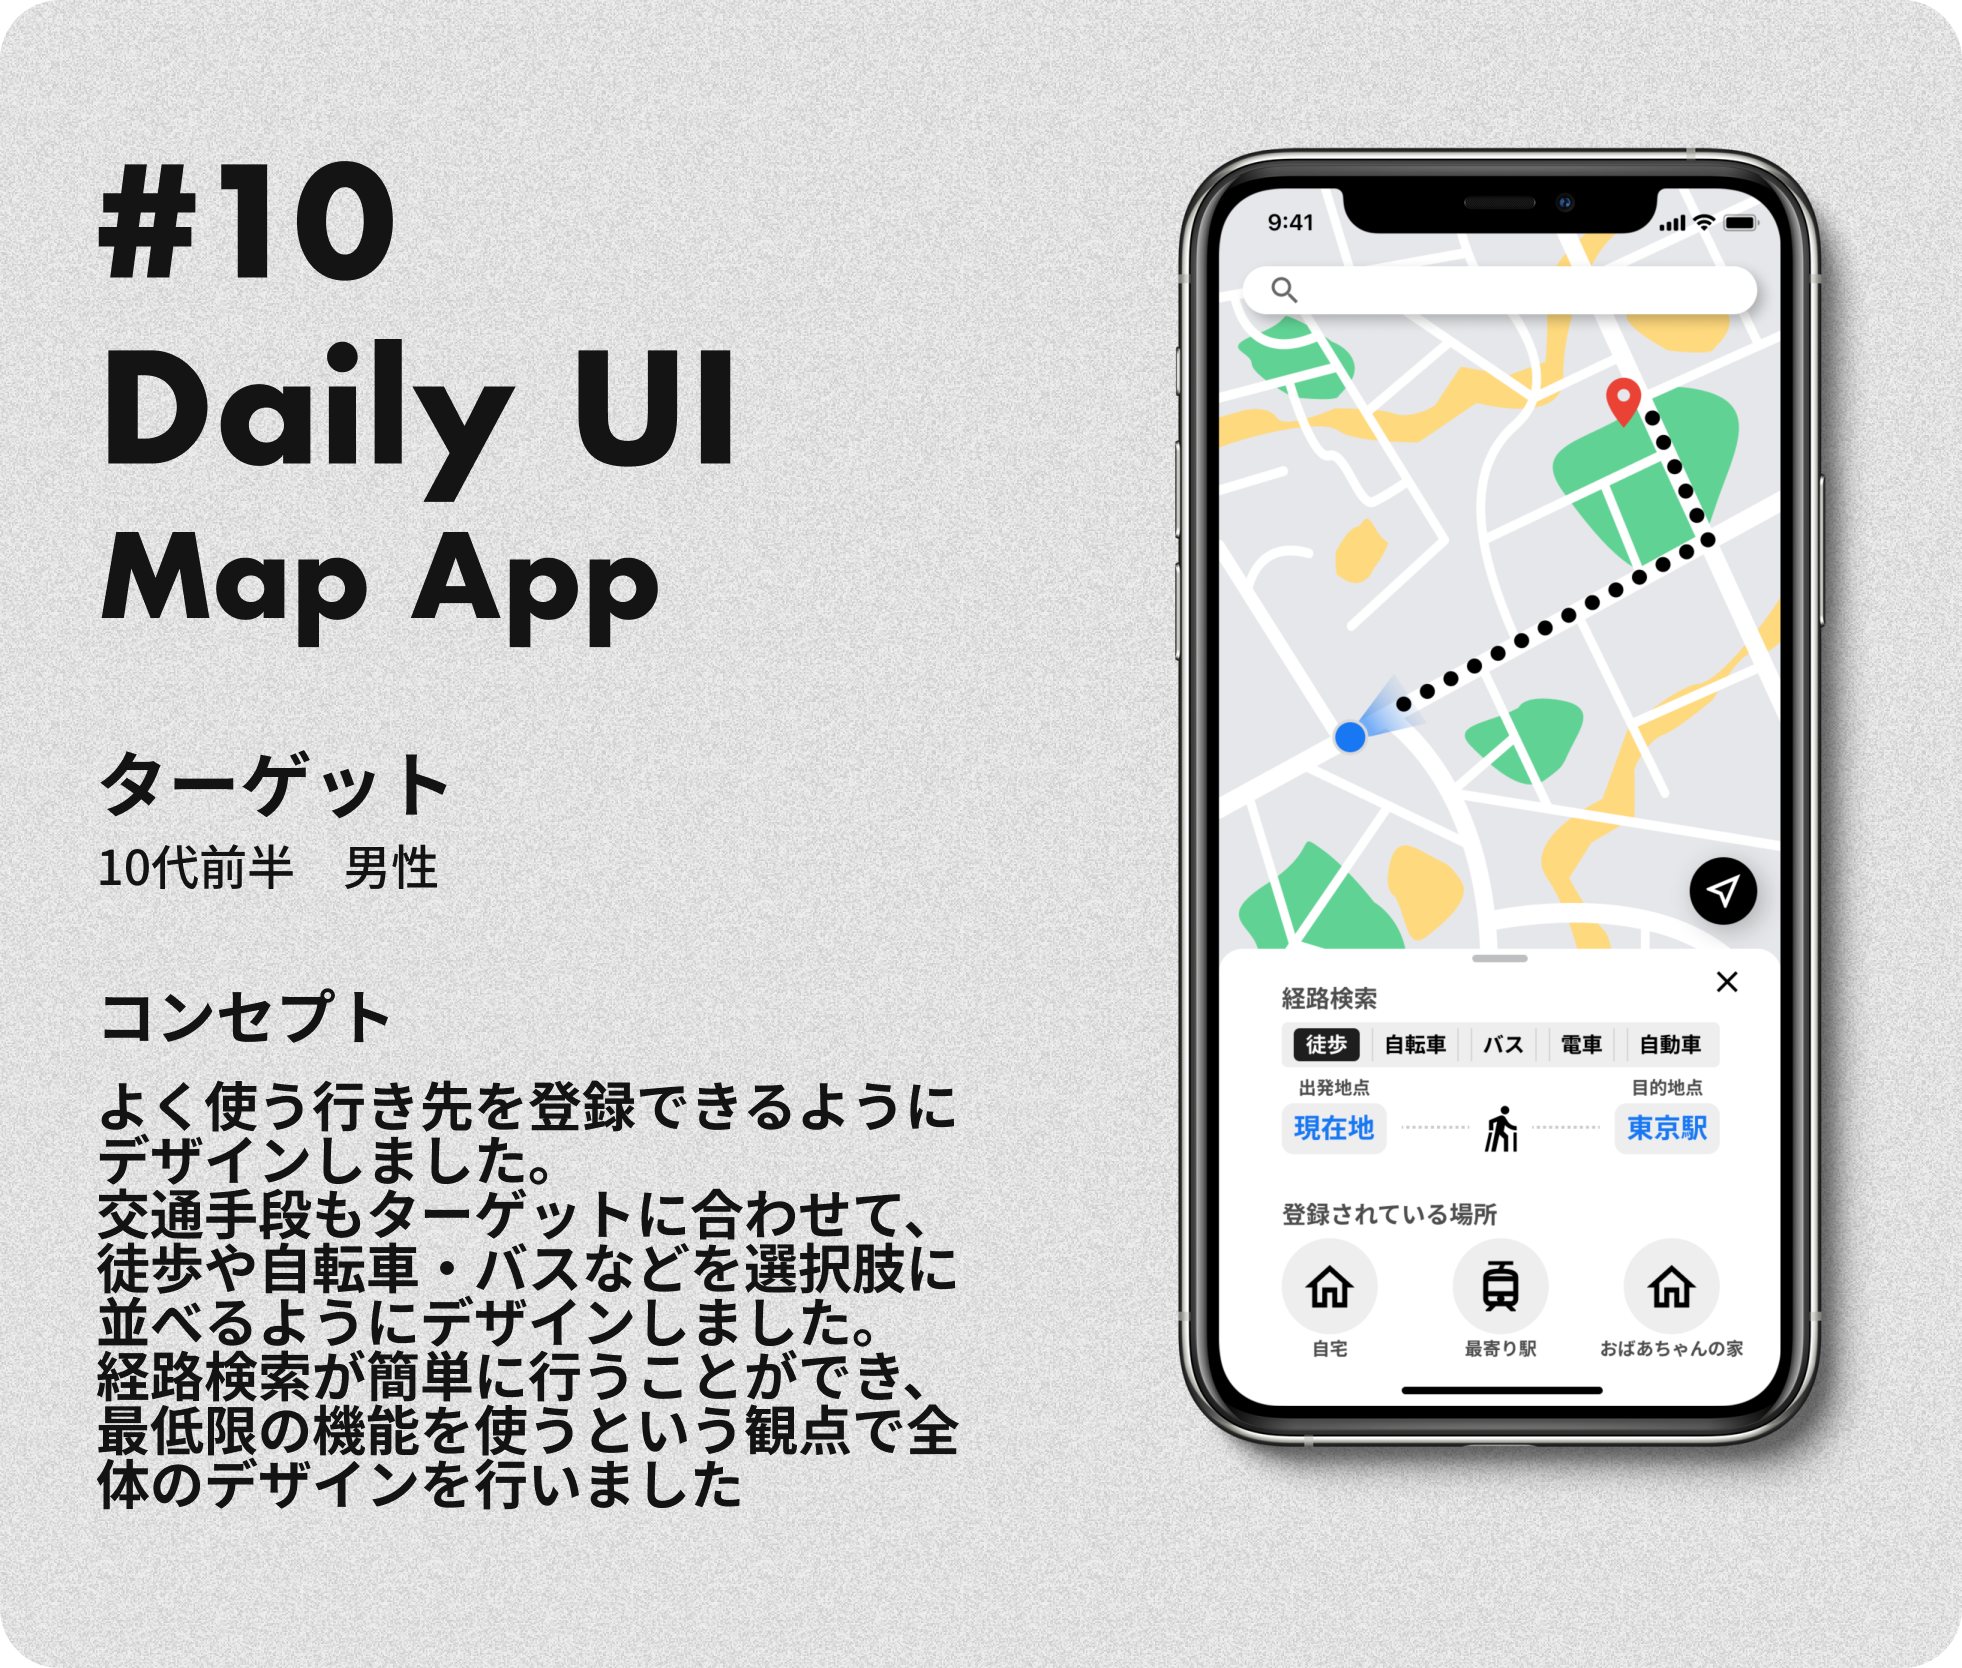 #10
Daily UI
Map App
ターゲット
10代前半　男性
コンセプト
よく使う行き先を登録できるように
デザインしました。
交通手段もターゲットに合わせて、
徒歩や自転車・バスなどを選択肢に
並べるようにデザインしました。
経路検索が簡単に行うことができ、
最低限の機能を使うという観点で全
体のデザインを行いました
9:41
経路検索
徒歩 自転車 バス 電車 自動車
出発地点 目的地点
現在地 東京駅
登録されている場所
自宅 最寄り駅 おばあちゃんの家